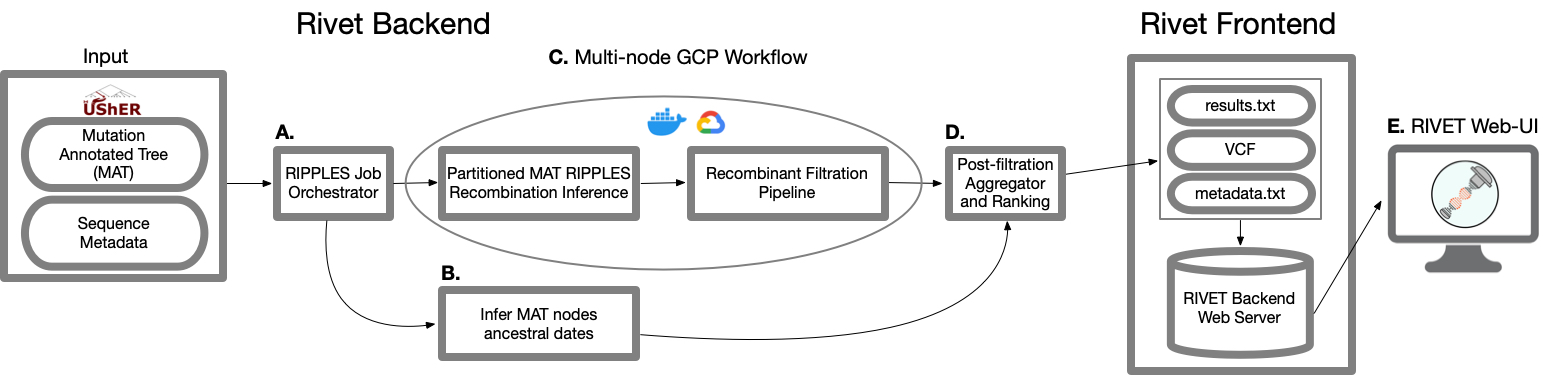 Rivet Backend
Rivet Frontend
Input
C. Multi-node GCP Workflow
UShER
Mutation
Annotated Tree
(MAT)
Sequence
Metadata
A.
RIPPLES Job
Orchestrator
Partitioned MAT RIPPLES
Recombination Inference
Recombinant Filtration
Pipeline
B.
Infer MAT nodes
ancestral dates
D.
Post-filtration
Aggregator
and Ranking
results.txt
VCF
metadata.txt
RIVET Backend
Web Server
E. RIVET Web-UI